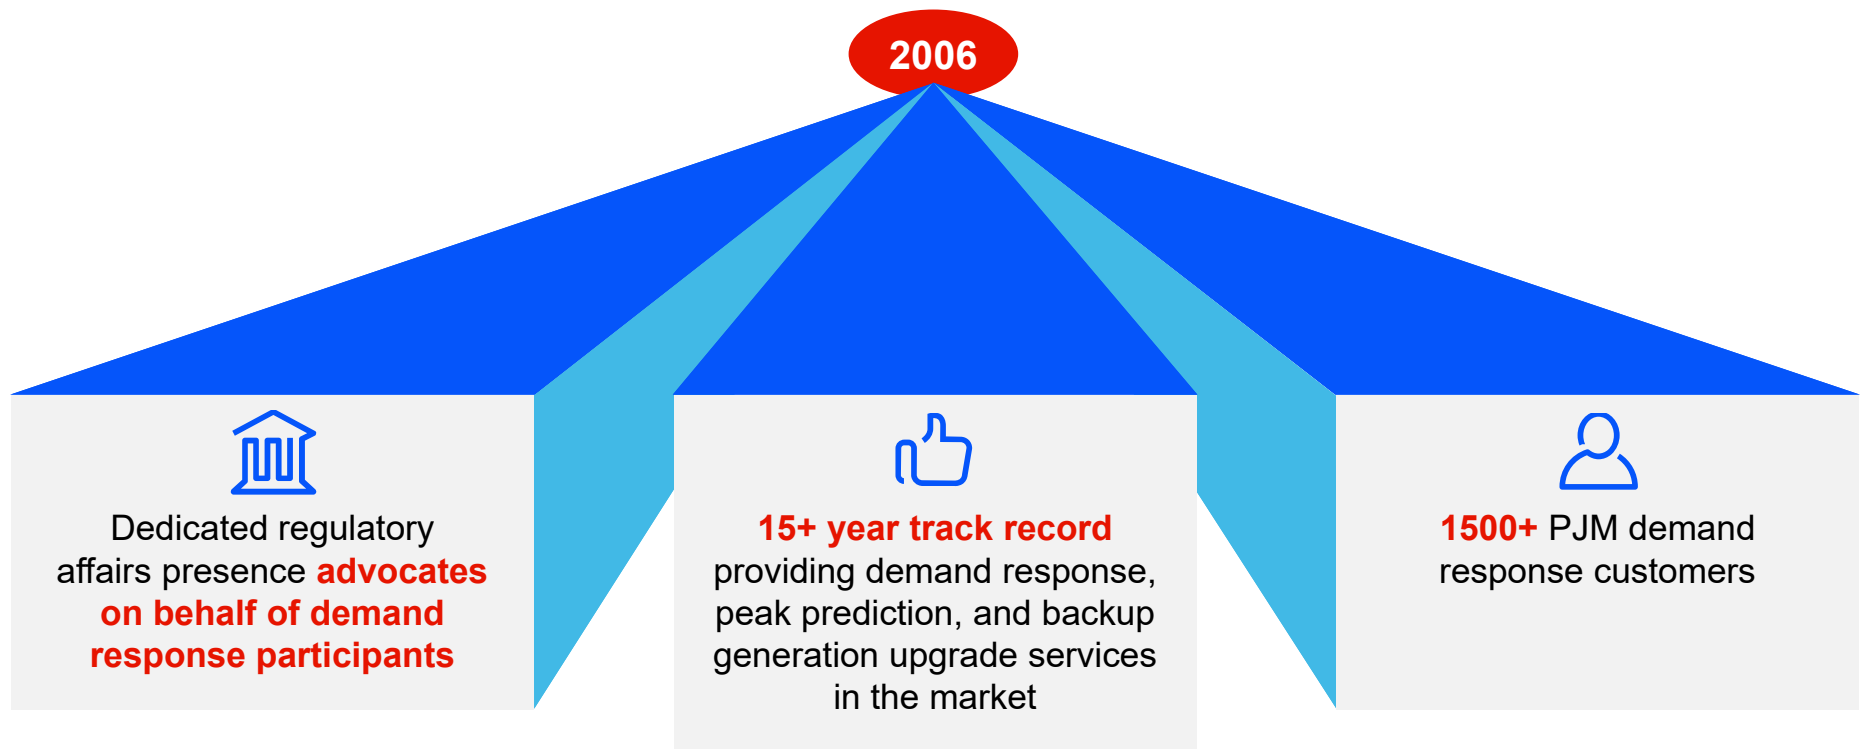 2006
Dedicated regulatory
affairs presence advocates
on behalf of demand
response participants
15+ year track record
providing demand response,
peak prediction, and backup
generation upgrade services
in the market
1500+ PJM demand
response customers